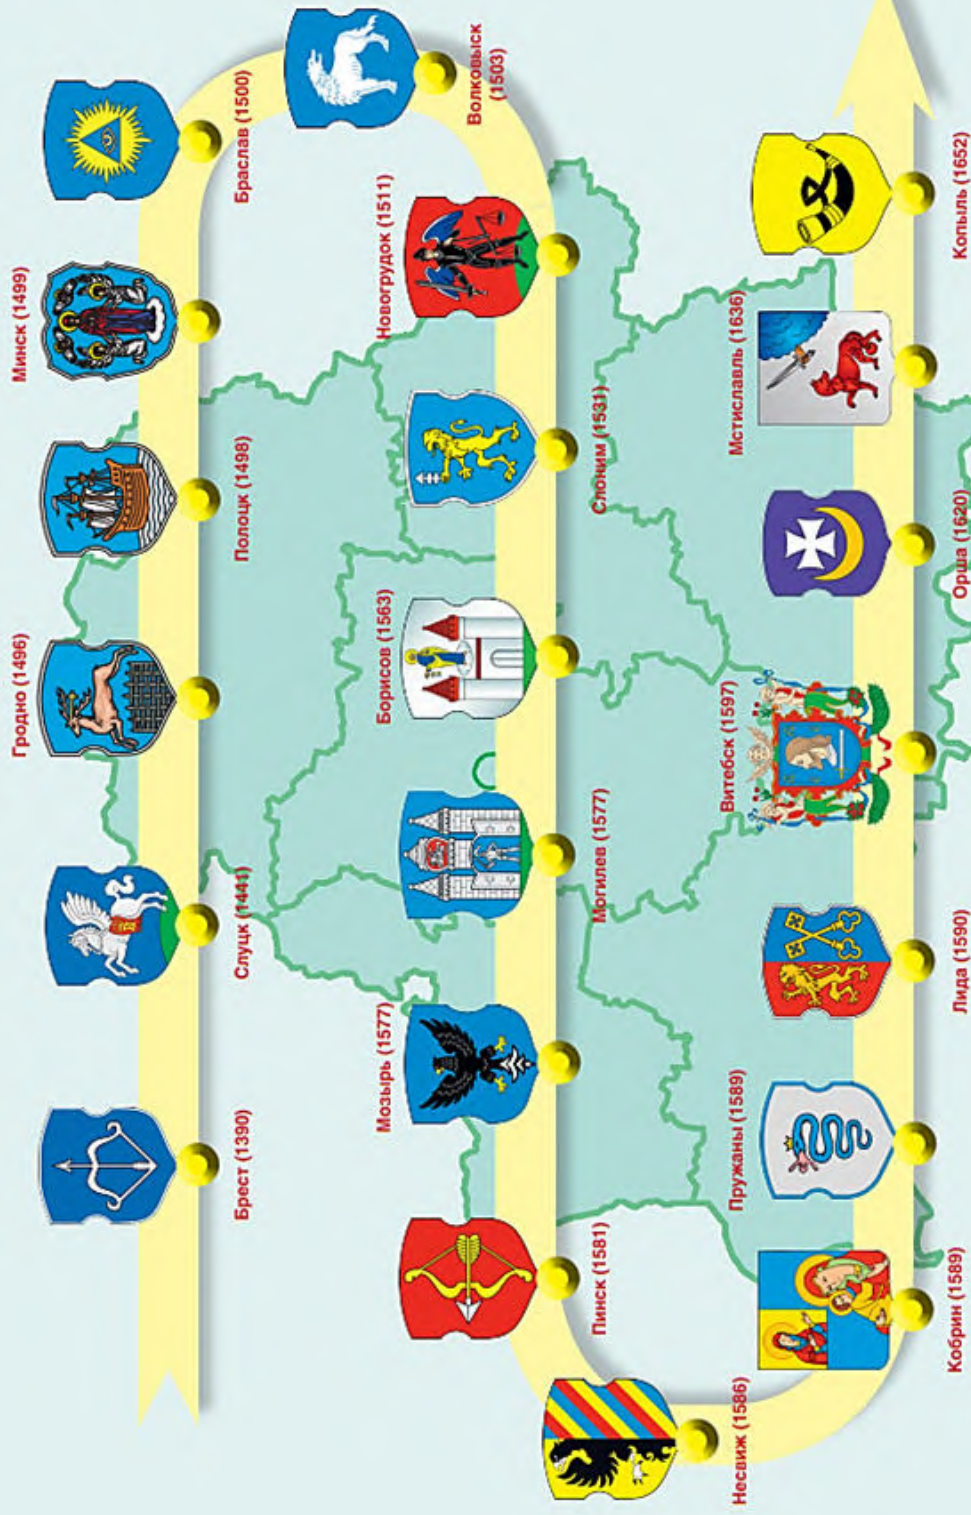 Брест (1390)
Слуцк (1441)
Гродно (1496)
Полоцк (1498)
Минск (1499)
Браслав (1500)
Волковыск
(1503)
Новогрудок (1511)
Слоним (1531)
Борисов (1563)
Могилев (1577)
Мозырь (1577)
Пинск (1581)
Несвиж (1586)
Кобрин (1589)
Пружаны (1589)
Лида (1590)
Витебск (1597)
Орша (1620)
Мстиславль (1636)
Копыль (1652)